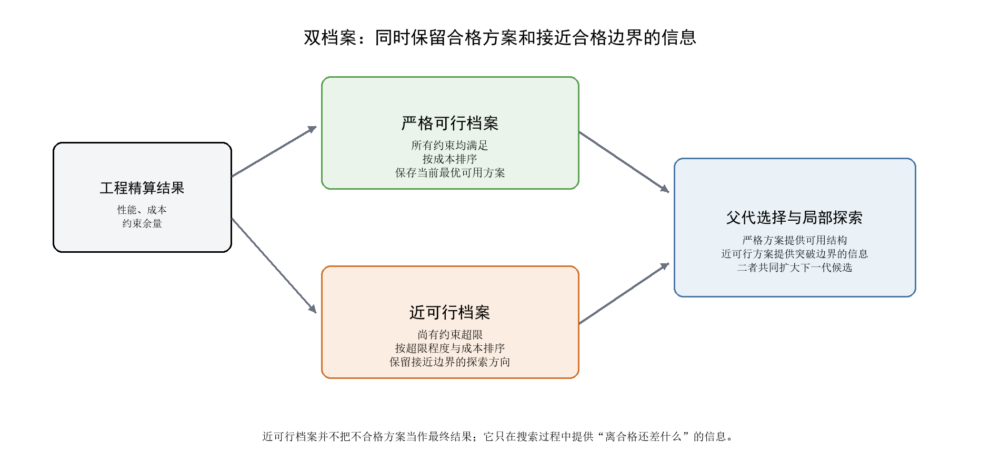 双档案：同时保留合格方案和接近合格边界的信息
工程精算结果
性能、成本
约束余量
严格可行档案
所有约束均满足
按成本排序
保存当前最优可用方案
近可行档案
尚有约束超限
按超限程度与成本排序
保留接近边界的探索方向
父代选择与局部探索
严格方案提供可用结构
近可行方案提供突破边界的信息
二者共同扩大下一代候选
近可行档案并不把不合格方案当作最终结果；它只在搜索过程中提供“离合格还差什么”的信息。